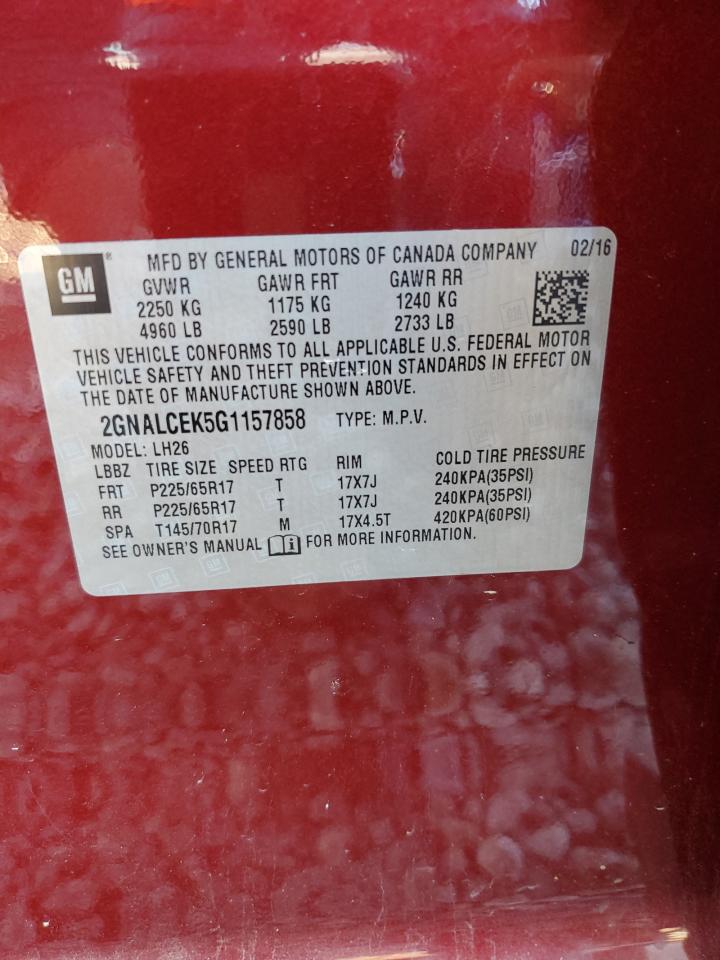 GM ® MFD BY GENERAL MOTORS OF CANADA COMPANY 02/16
GVWR GAWR FRT GAWR RR
2250 KG 1175 KG 1240 KG
4960 LB 2590 LB 2733 LB
THIS VEHICLE CONFORMS TO ALL APPLICABLE U.S. FEDERAL MOTOR
VEHICLE SAFETY AND THEFT PREVENTION STANDARDS IN EFFECT ON
THE DATE OF MANUFACTURE SHOWN ABOVE.
2GNALCEK5G1157858 TYPE: M.P.V.
MODEL: LH26
LBBZ TIRE SIZE SPEED RTG RIM COLD TIRE PRESSURE
FRT P225/65R17 T 17X7J 240KPA(35PSI)
RR P225/65R17 T 17X7J 240KPA(35PSI)
SPA T145/70R17 M 17X4.5T 420KPA(60PSI)
SEE OWNER'S MANUAL FOR MORE INFORMATION.